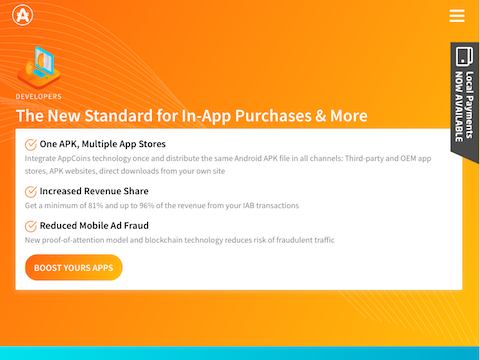 DEVELOPERS
The New Standard for In-App Purchases & More
One APK, Multiple App Stores
Integrate AppCoins technology once and distribute the same Android APK file in all channels: Third-party and OEM app
stores, APK websites, direct downloads from your own site
Increased Revenue Share
Get a minimum of 81% and up to 96% of the revenue from your IAB transactions
Reduced Mobile Ad Fraud
New proof-of-attention model and blockchain technology reduces risk of fraudulent traffic
BOOST YOURS APPS
Local Payments
NOW AVAILABLE